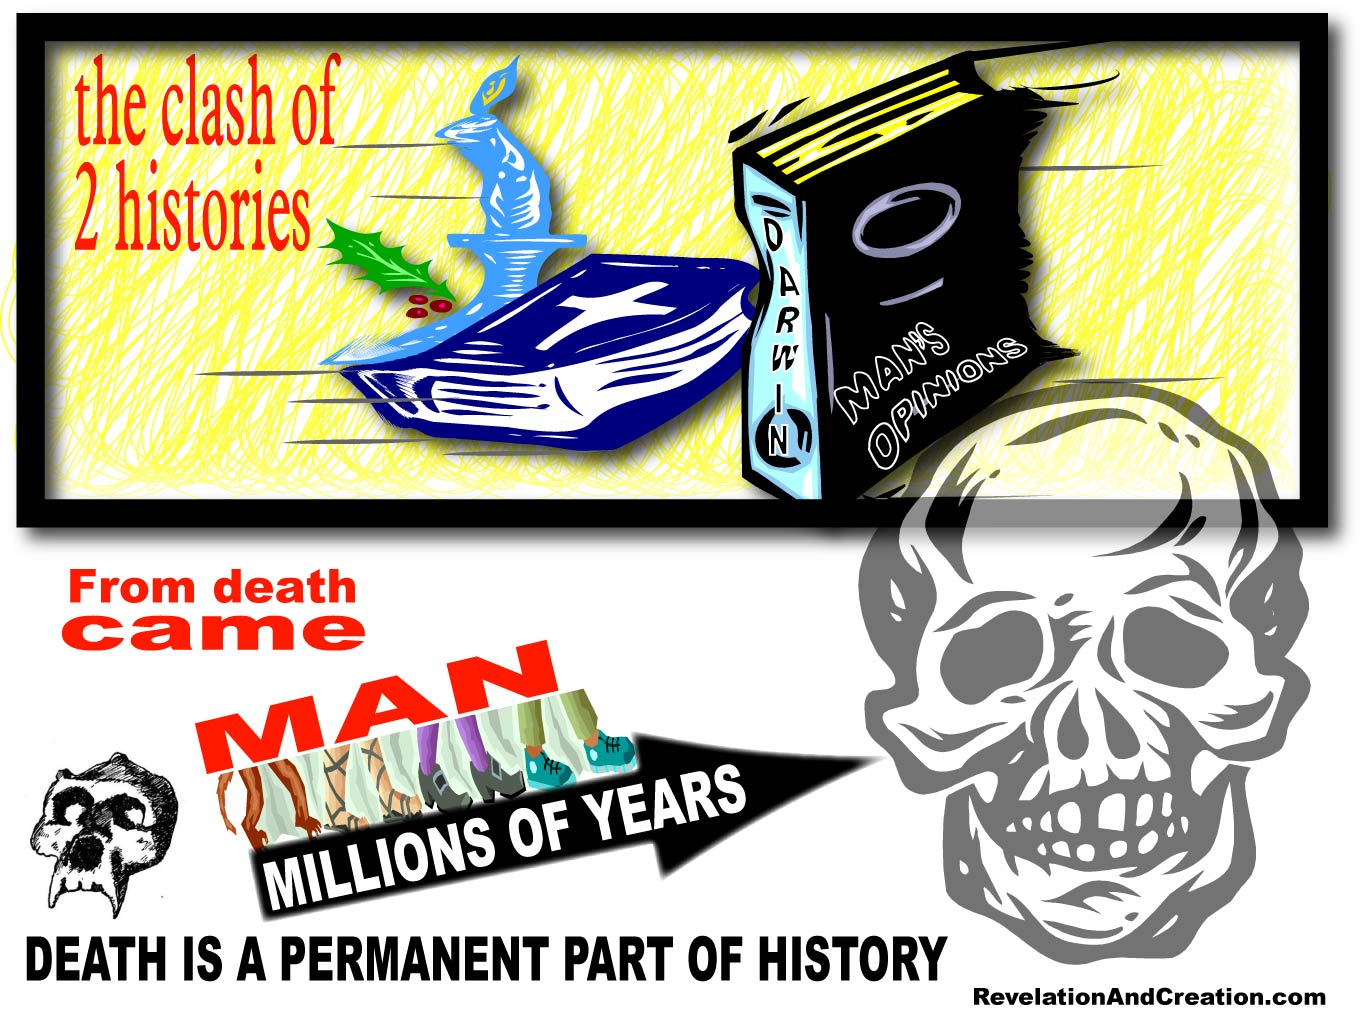 the clash of
2 histories
DARWIN
MAN'S
OPINIONS
From death
came
MAN
MILLIONS OF YEARS
DEATH IS A PERMANENT PART OF HISTORY
RevelationAndCreation.com